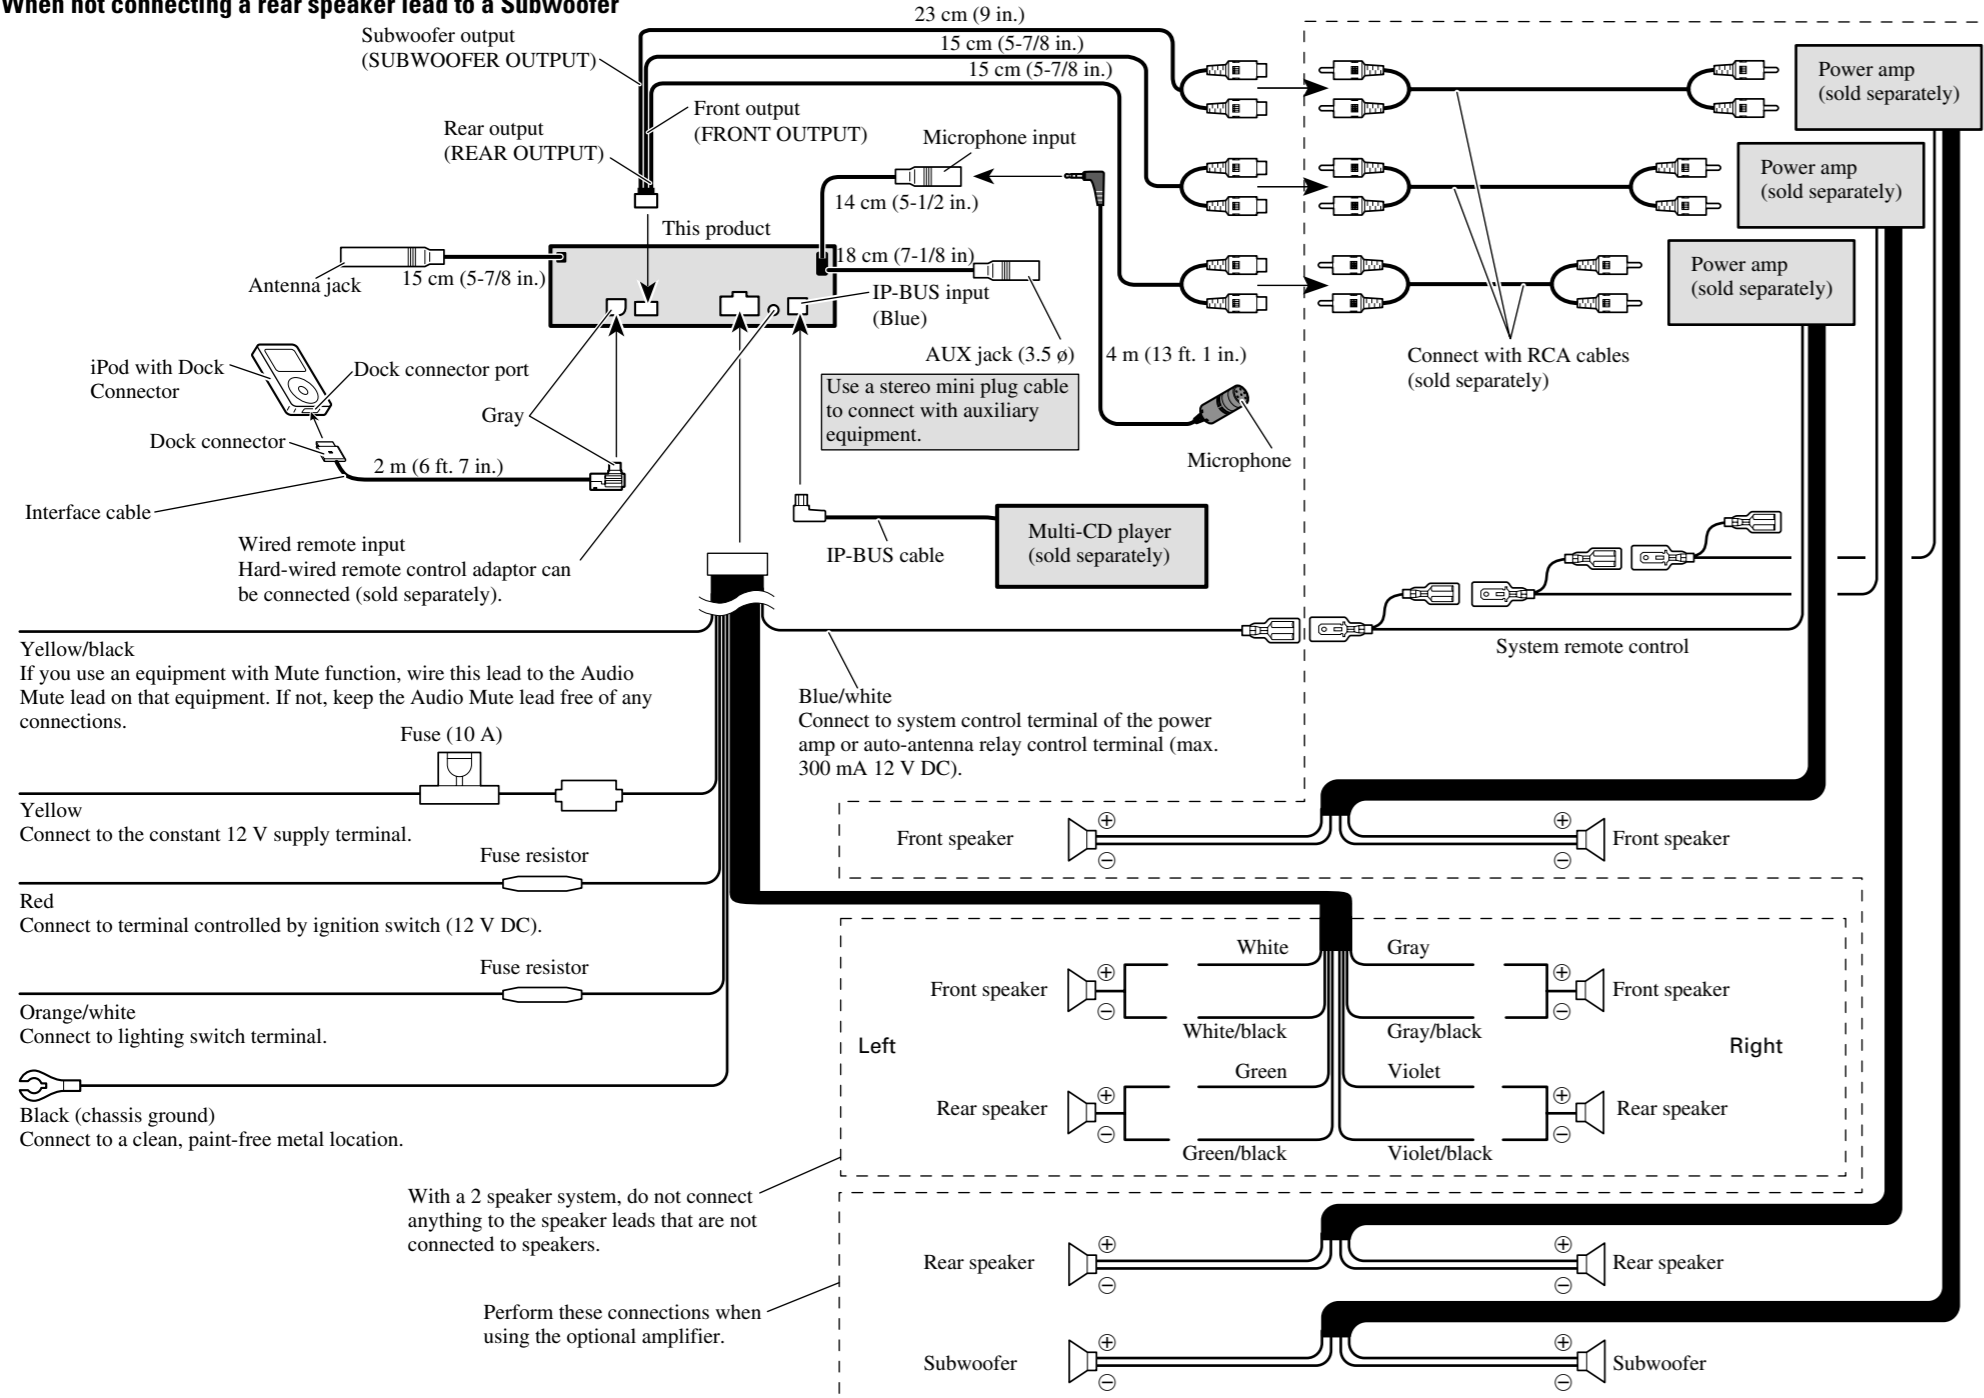 When not connecting a rear speaker lead to a Subwoofer
23 cm (9 in.)
Subwoofer output
(SUBWOOFER OUTPUT)
15 cm (5-7/8 in.)
15 cm (5-7/8 in.)
Power amp
(sold separately)
Front output
(FRONT OUTPUT)
Rear output
(REAR OUTPUT)
Microphone input
14 cm (5-1/2 in.)
Power amp
(sold separately)
This product
Antenna jack
15 cm (5-7/8 in.)
18 cm (7-1/8 in)
IP-BUS input
(Blue)
Power amp
(sold separately)
AUX jack (3.5 ø)
4 m (13 ft. 1 in.)
Connect with RCA cables
(sold separately)
iPod with Dock
Connector
Dock connector port
Gray
Use a stereo mini plug cable
to connect with auxiliary
equipment.
Dock connector
2 m (6 ft. 7 in.)
Microphone
Interface cable
Wired remote input
Hard-wired remote control adaptor can
be connected (sold separately).
IP-BUS cable
Multi-CD player
(sold separately)
System remote control
Yellow/black
If you use an equipment with Mute function, wire this lead to the Audio
Mute lead on that equipment. If not, keep the Audio Mute lead free of any
connections.
Blue/white
Connect to system control terminal of the power
amp or auto-antenna relay control terminal (max.
300 mA 12 V DC).
Fuse (10 A)
Yellow
Connect to the constant 12 V supply terminal.
Front speaker
⊕
⊖
⊕
⊖
Front speaker
Fuse resistor
Red
Connect to terminal controlled by ignition switch (12 V DC).
Fuse resistor
Orange/white
Connect to lighting switch terminal.
Black (chassis ground)
Connect to a clean, paint-free metal location.
White
Gray
Front speaker
⊕
⊖
⊕
⊖
Front speaker
White/black
Gray/black
Left
Right
Green
Violet
Rear speaker
⊕
⊖
⊕
⊖
Rear speaker
Green/black
Violet/black
With a 2 speaker system, do not connect
anything to the speaker leads that are not
connected to speakers.
Rear speaker
⊕
⊖
⊕
⊖
Rear speaker
Perform these connections when
using the optional amplifier.
Subwoofer
⊕
⊖
⊕
⊖
Subwoofer